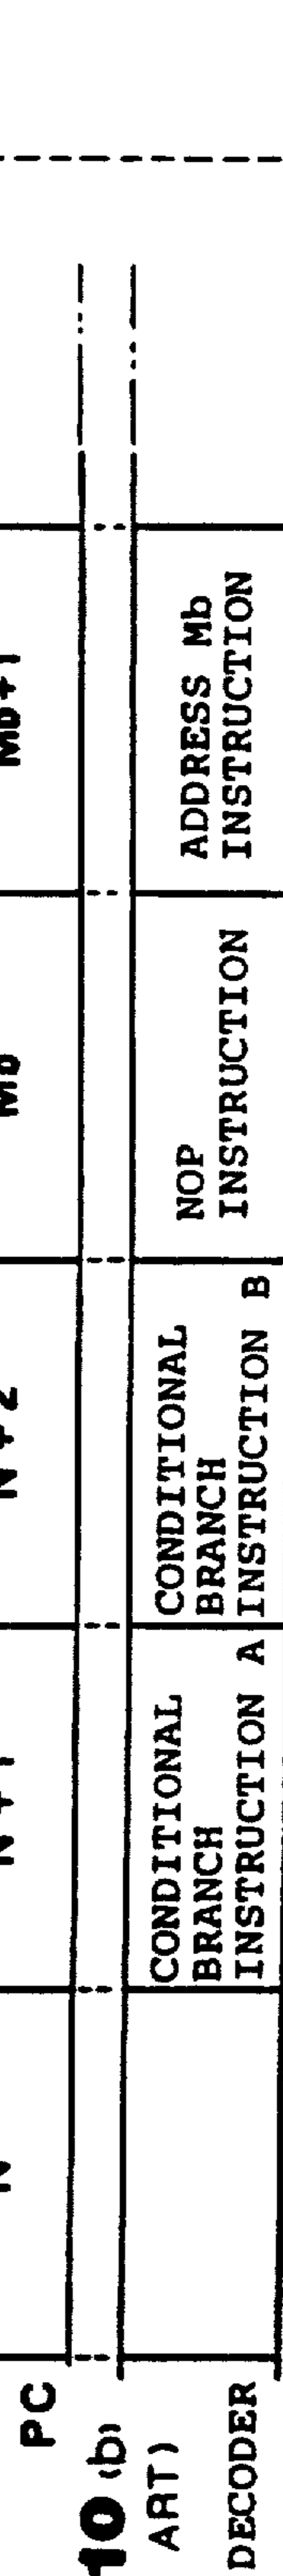 PC N N+1 N+2 Mb Mb+1
10 (b)
ART)
DECODER
CONDITIONAL
BRANCH
INSTRUCTION A
CONDITIONAL
BRANCH
INSTRUCTION B
NOP
INSTRUCTION
ADDRESS Mb
INSTRUCTION